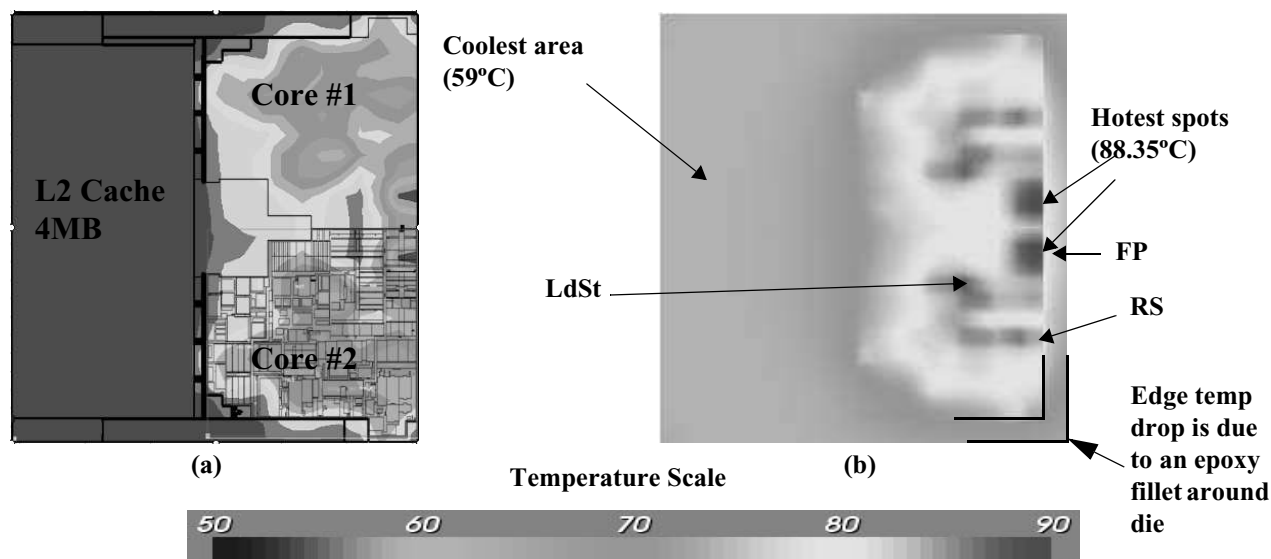 Core #1
L2 Cache
4MB
Core #2
(a)
Coolest area
(59ºC)
Hottest spots
(88.35ºC)
FP
LdSt
RS
Edge temp
drop is due
to an epoxy
fillet around
die
(b)
Temperature Scale
50 60 70 80 90